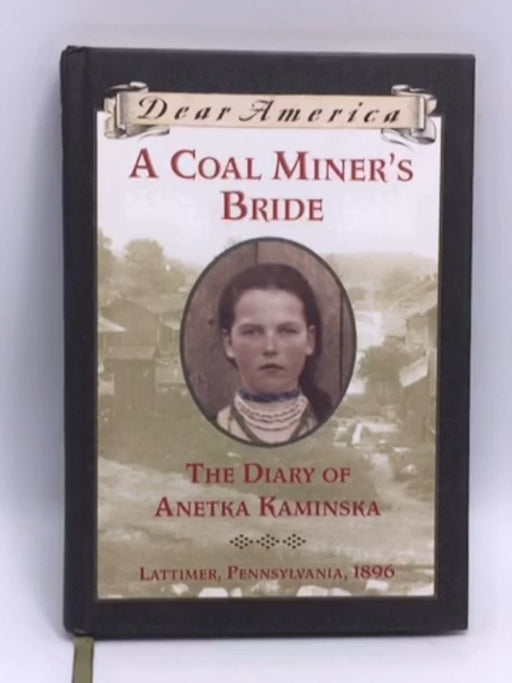 Dear America
A COAL MINER'S
BRIDE
THE DIARY OF
ANETKA KAMINSKA
LATTIMER, PENNSYLVANIA, 1896